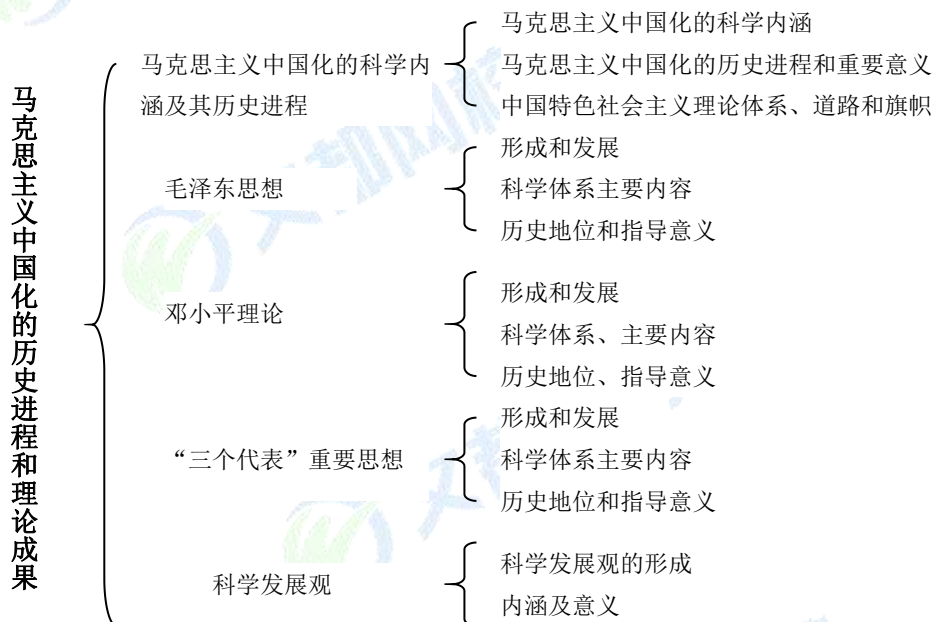 马克思主义中国化的历史进程和理论成果
马克思主义中国化的科学内
涵及其历史进程
马克思主义中国化的科学内涵
马克思主义中国化的历史进程和重要意义
中国特色社会主义理论体系、道路和旗帜
毛泽东思想
形成和发展
科学体系主要内容
历史地位和指导意义
邓小平理论
形成和发展
科学体系、主要内容
历史地位、指导意义
“三个代表”重要思想
形成和发展
科学体系主要内容
历史地位和指导意义
科学发展观
科学发展观的形成
内涵及意义